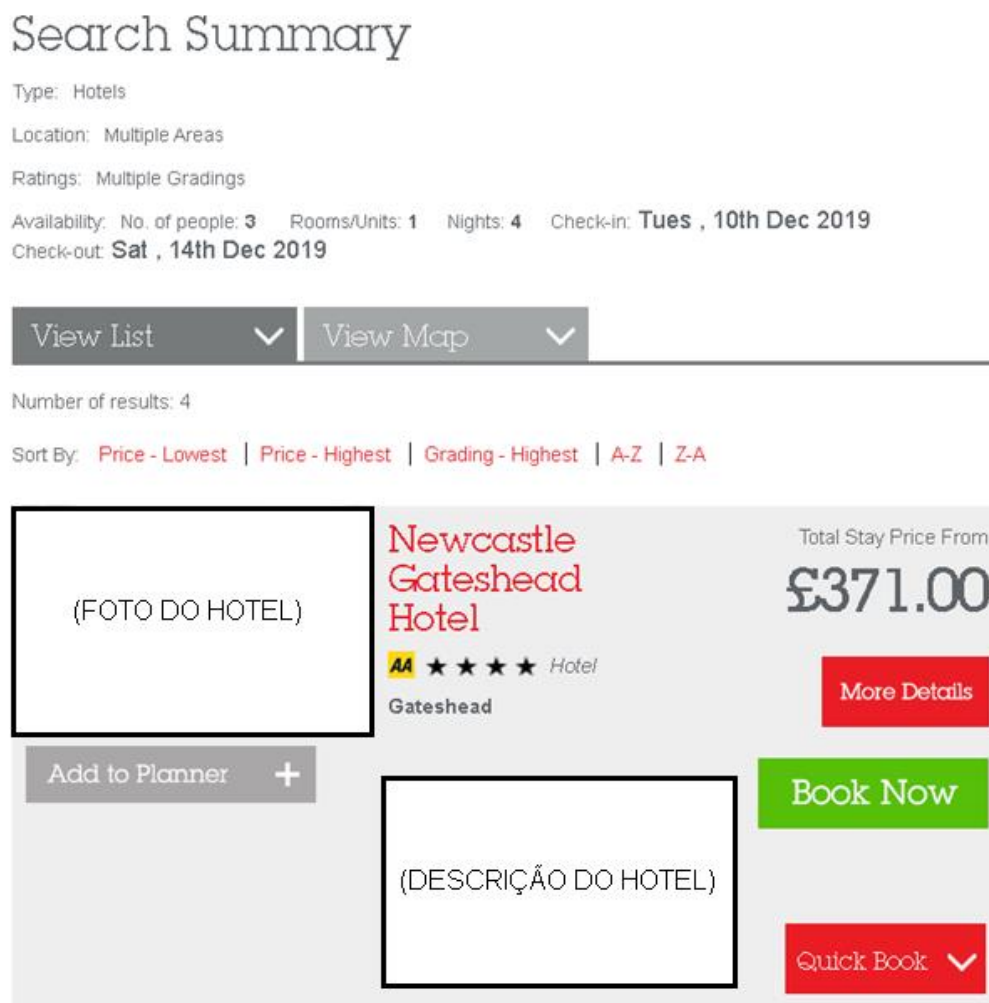 Search Summary
Type: Hotels
Location: Multiple Areas
Ratings: Multiple Gradings
Availability: No. of people: 3 Rooms/Units: 1 Nights: 4 Check-in: Tues , 10th Dec 2019
Check-out: Sat , 14th Dec 2019
View List View Map
Number of results: 4
Sort By: Price - Lowest | Price - Highest | Grading - Highest | A-Z | Z-A
(FOTO DO HOTEL)
Newcastle
Gateshead
Hotel
AA ★ ★ ★ ★ Hotel
Gateshead
Total Stay Price From
£371.00
More Details
Add to Planner +
(DESCRIÇÃO DO HOTEL)
Book Now
Quick Book